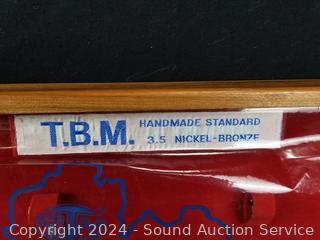 T.B.M. HANDMADE STANDARD
3.5 NICKEL-BRONZE
Copyright 2024 - Sound Auction Service